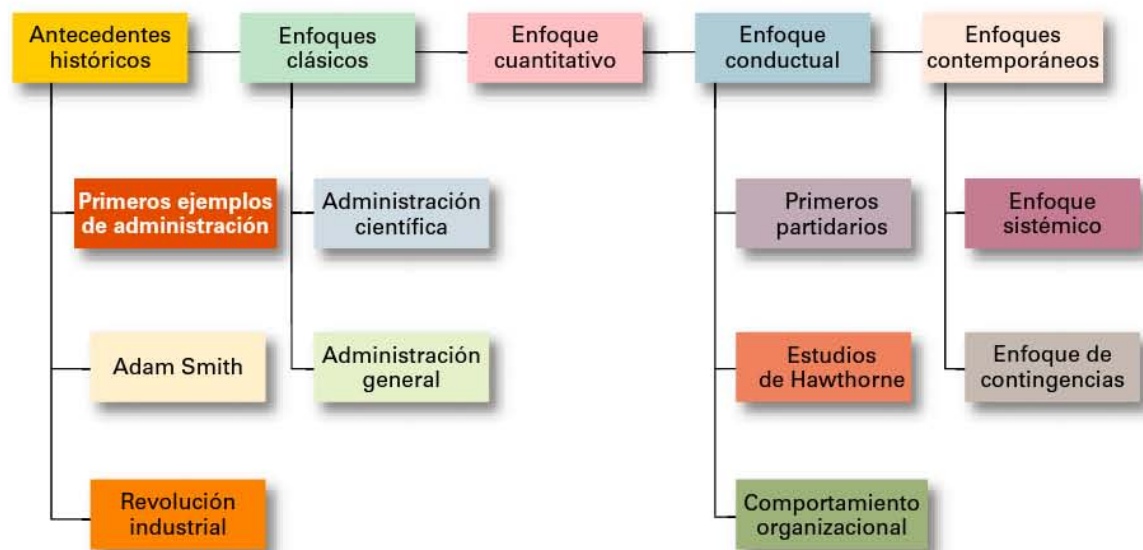 Antecedentes
históricos
Enfoques
clásicos
Enfoque
cuantitativo
Enfoque
conductual
Enfoques
contemporáneos
Primeros ejemplos
de administración
Administración
científica
Primeros
partidarios
Enfoque
sistémico
Adam Smith
Administración
general
Estudios
de Hawthorne
Enfoque de
contingencias
Revolución
industrial
Comportamiento
organizacional